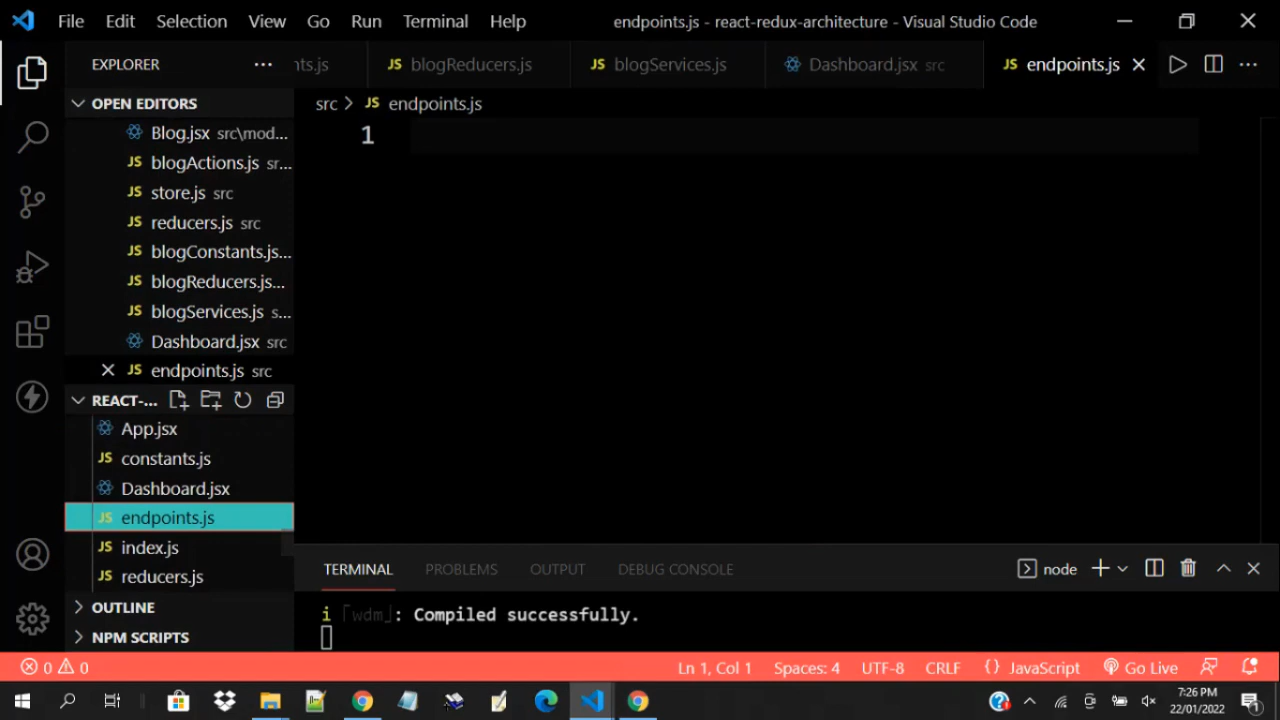 File Edit Selection View Go Run Terminal Help endpoints.js - react-redux-architecture - Visual Studio Code
EXPLORER
nts.js JS blogReducers.js JS blogServices.js Dashboard.jsx src JS endpoints.js
OPEN EDITORS
src > JS endpoints.js
1
Blog.jsx src\mod...
JS blogActions.js sr...
JS store.js src
JS reducers.js src
JS blogConstants.js...
JS blogReducers.js...
JS blogServices.js s...
Dashboard.jsx src
JS endpoints.js src
REACT-...
App.jsx
JS constants.js
Dashboard.jsx
JS endpoints.js
JS index.js
JS reducers.js
OUTLINE
NPM SCRIPTS
TERMINAL PROBLEMS OUTPUT DEBUG CONSOLE node
i ｢wdm｣: Compiled successfully.
0 0 Ln 1, Col 1 Spaces: 4 UTF-8 CRLF {} JavaScript Go Live
7:26 PM
22/01/2022
1